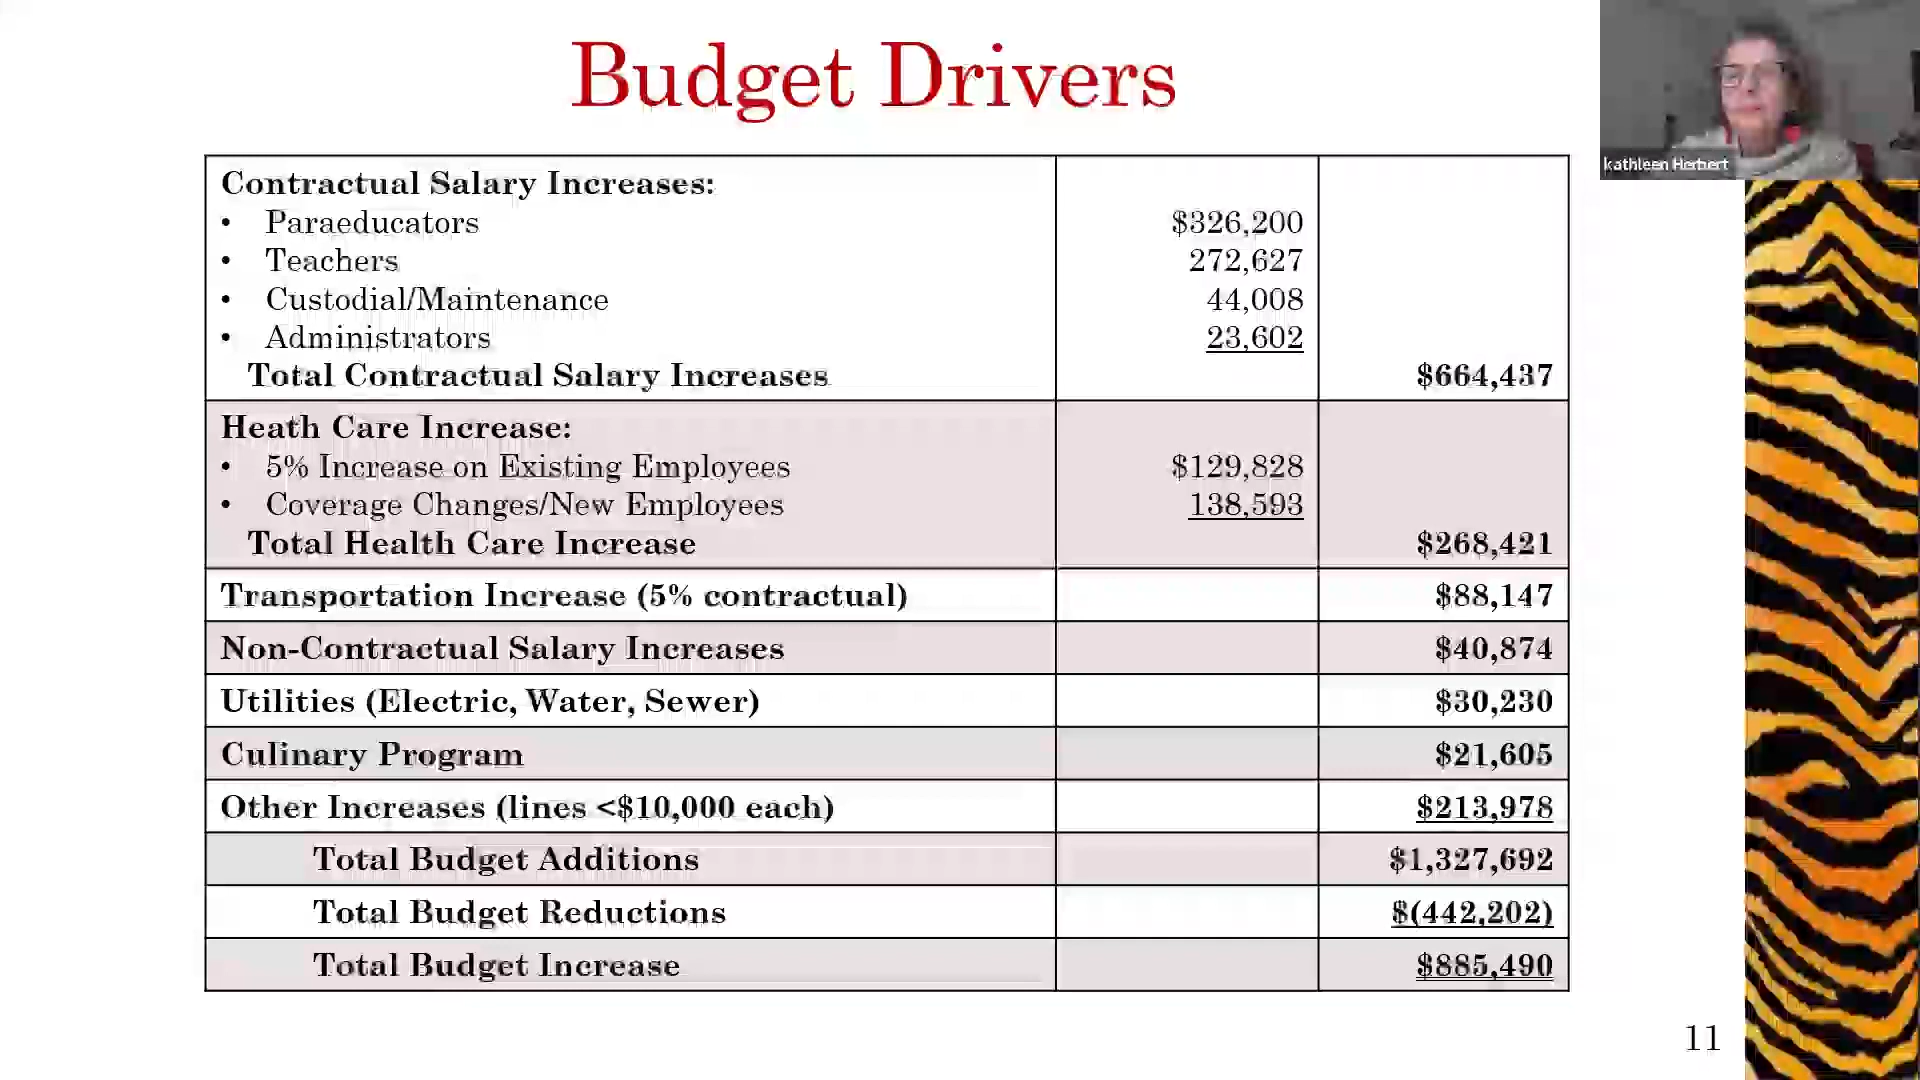 Budget Drivers
kathleen Herbert
Contractual Salary Increases:
• Paraeducators $326,200
• Teachers 272,627
• Custodial/Maintenance 44,008
• Administrators 23,602
Total Contractual Salary Increases $664,437
Heath Care Increase:
• 5% Increase on Existing Employees $129,828
• Coverage Changes/New Employees 138,593
Total Health Care Increase $268,421
Transportation Increase (5% contractual) $88,147
Non-Contractual Salary Increases $40,874
Utilities (Electric, Water, Sewer) $30,230
Culinary Program $21,605
Other Increases (lines <$10,000 each) $213,978
Total Budget Additions $1,327,692
Total Budget Reductions $(442,202)
Total Budget Increase $885,490
11